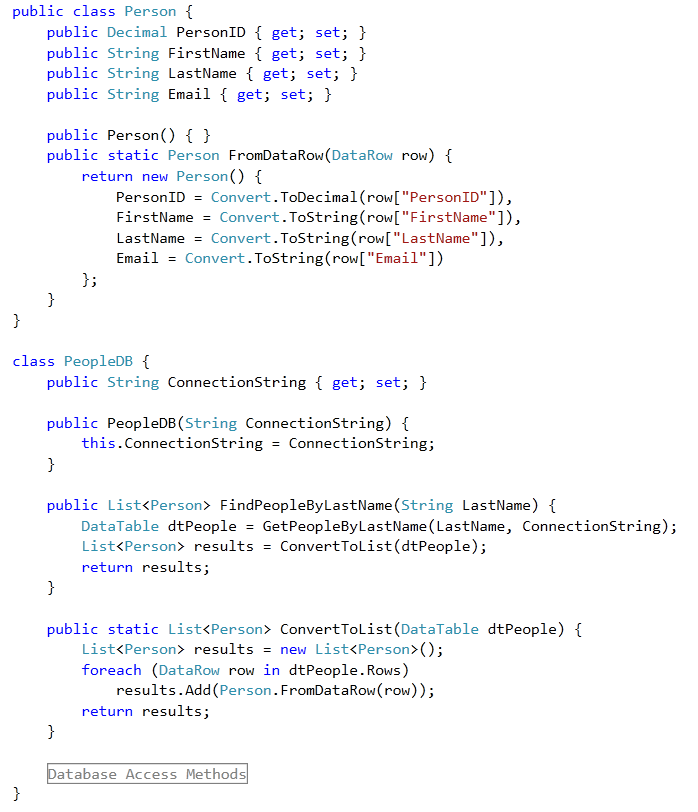 public class Person {
    public Decimal PersonID { get; set; }
    public String FirstName { get; set; }
    public String LastName { get; set; }
    public String Email { get; set; }

    public Person() { }
    public static Person FromDataRow(DataRow row) {
        return new Person() {
            PersonID = Convert.ToDecimal(row["PersonID"]),
            FirstName = Convert.ToString(row["FirstName"]),
            LastName = Convert.ToString(row["LastName"]),
            Email = Convert.ToString(row["Email"])
        };
    }
}

class PeopleDB {
    public String ConnectionString { get; set; }

    public PeopleDB(String ConnectionString) {
        this.ConnectionString = ConnectionString;
    }

    public List<Person> FindPeopleByLastName(String LastName) {
        DataTable dtPeople = GetPeopleByLastName(LastName, ConnectionString);
        List<Person> results = ConvertToList(dtPeople);
        return results;
    }

    public static List<Person> ConvertToList(DataTable dtPeople) {
        List<Person> results = new List<Person>();
        foreach (DataRow row in dtPeople.Rows)
            results.Add(Person.FromDataRow(row));
        return results;
    }

    Database Access Methods
}